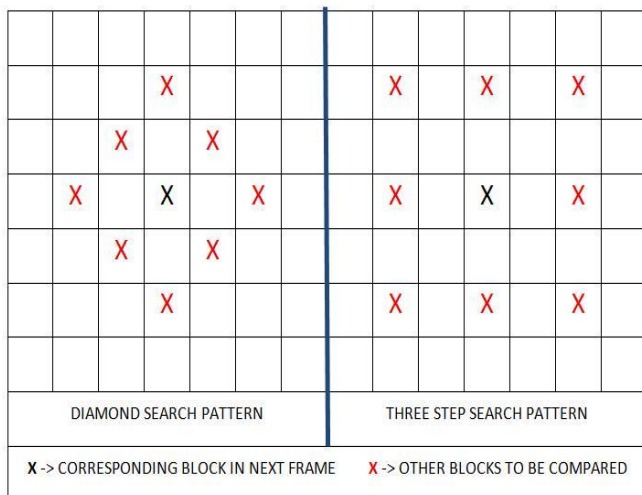 X X X X
X X
X X X X X X
X X
X X X X
DIAMOND SEARCH PATTERN THREE STEP SEARCH PATTERN
X -> CORRESPONDING BLOCK IN NEXT FRAME X -> OTHER BLOCKS TO BE COMPARED